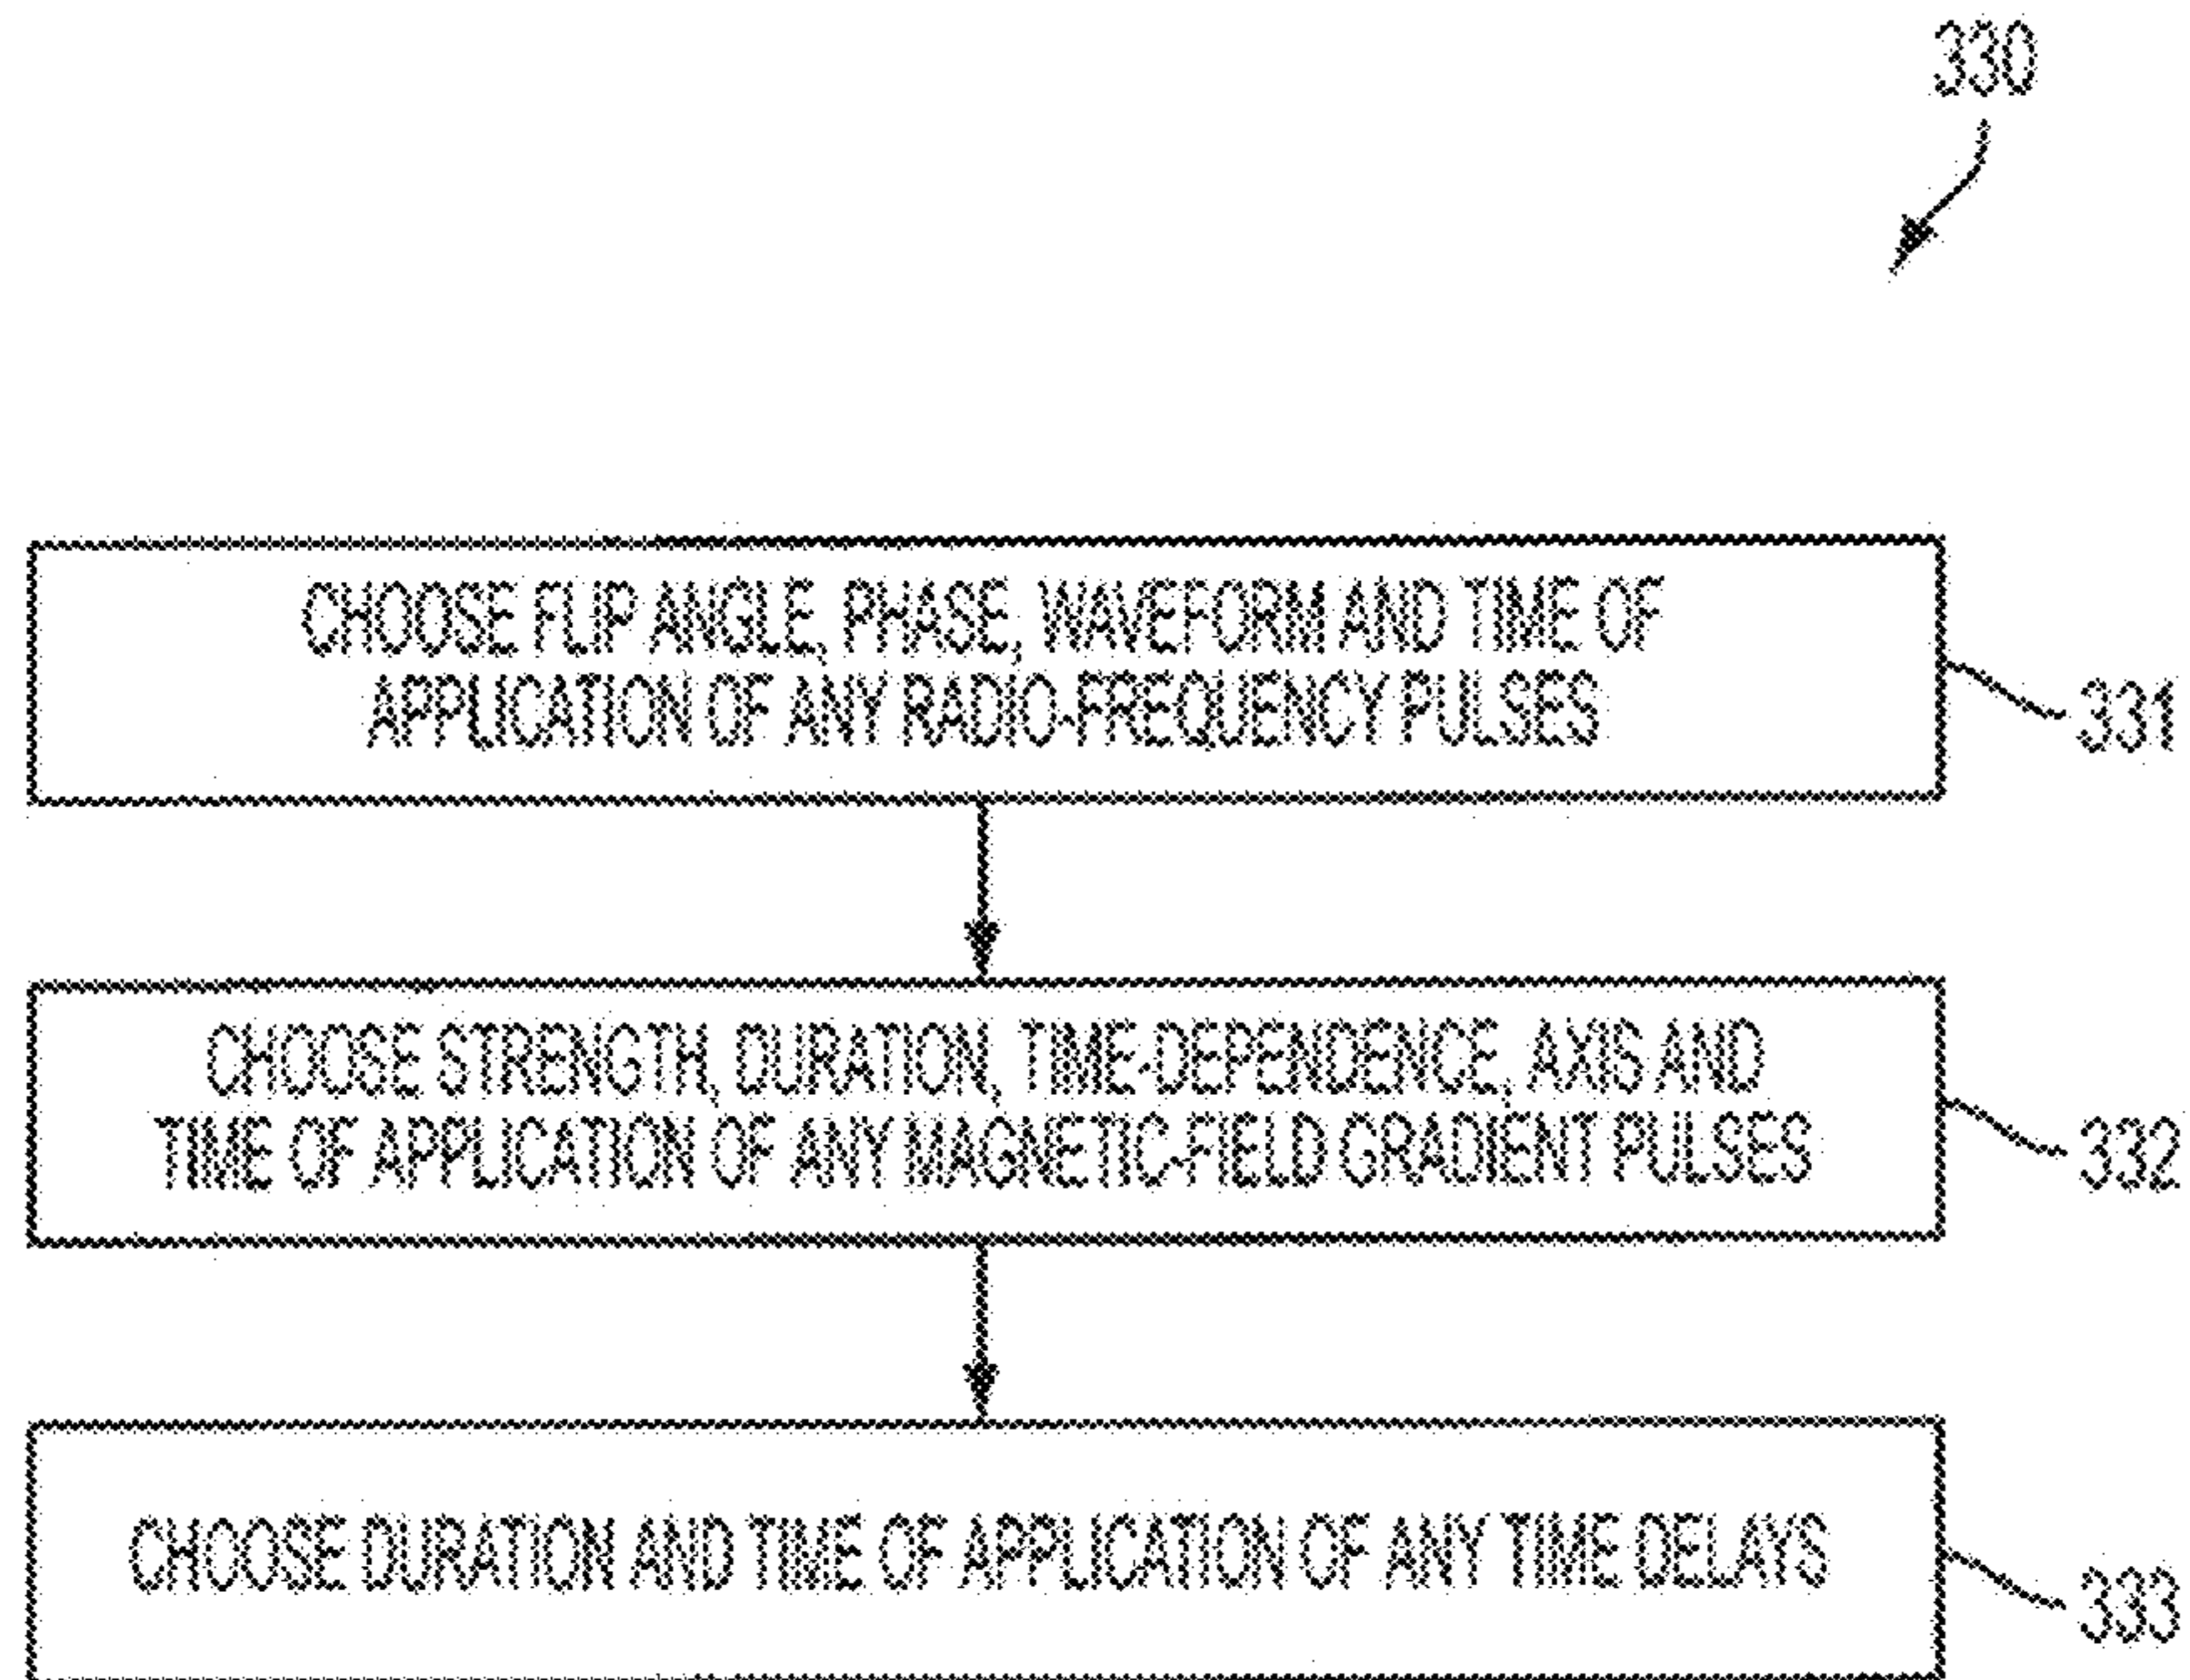 330
CHOOSE FLIP ANGLE, PHASE, WAVEFORM AND TIME OF
APPLICATION OF ANY RADIO-FREQUENCY PULSES
331
CHOOSE STRENGTH, DURATION, TIME-DEPENDENCE, AXIS AND
TIME OF APPLICATION OF ANY MAGNETIC-FIELD GRADIENT PULSES
332
CHOOSE DURATION AND TIME OF APPLICATION OF ANY TIME DELAYS
333